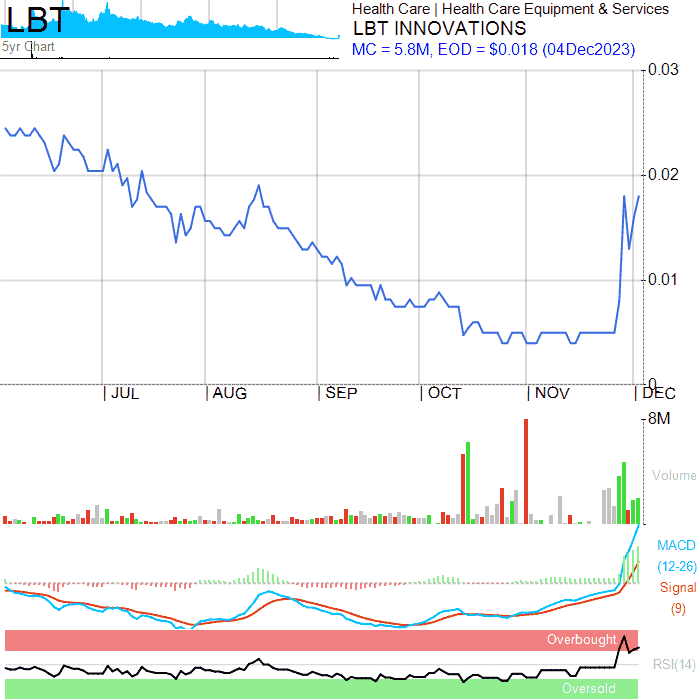 LBT
Health Care | Health Care Equipment & Services
LBT INNOVATIONS
5yr Chart
MC = 5.8M, EOD = $0.018 (04Dec2023)
0.03
0.02
0.01
0
| JUL | AUG | SEP | OCT | NOV | DEC
8M
Volume
MACD
(12-26)
Signal
(9)
Overbought
RSI(14)
Oversold